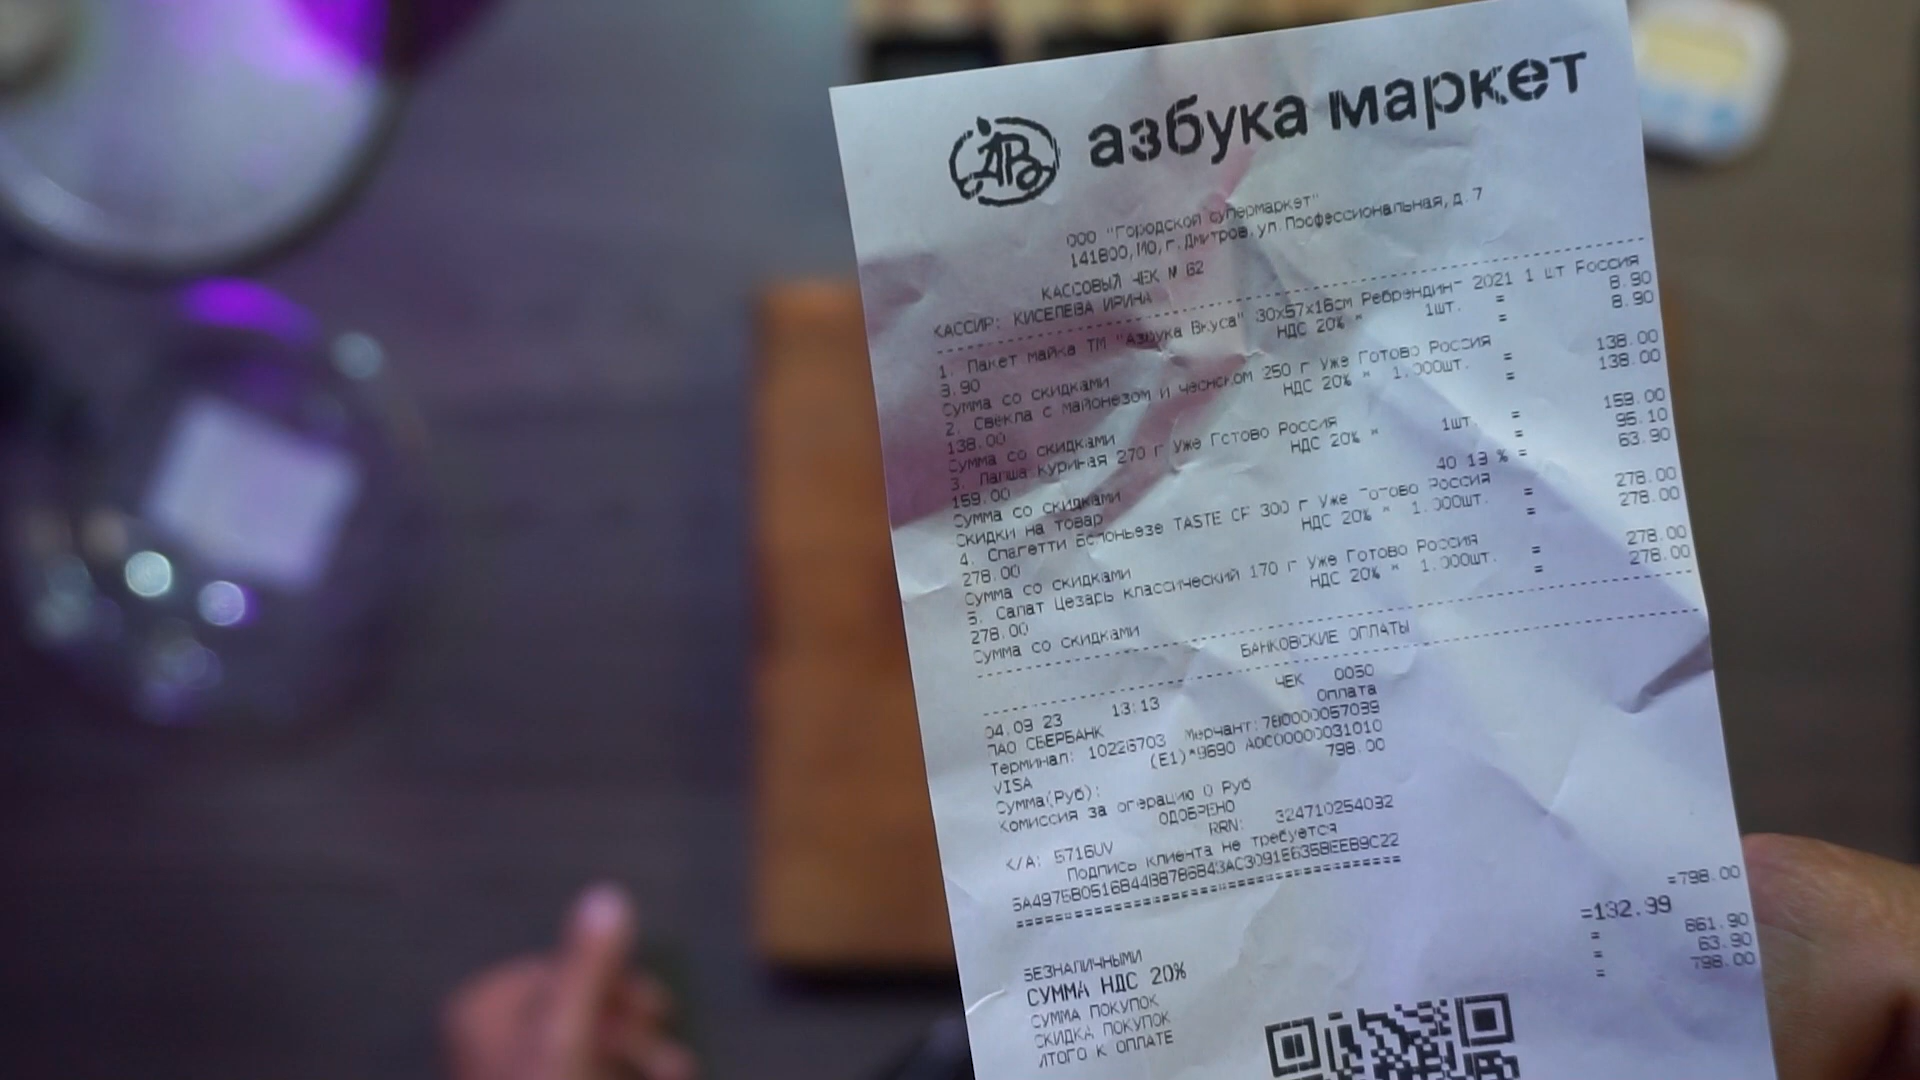 АВ азбука маркет
ООО "Городской супермаркет"
141800, МО, г. Дмитров, ул. Профессиональная, д. 7
КАССОВЫЙ ЧЕК № 62
КАССИР: КИСЕЛЕВА ИРИНА
1. Пакет майка ТМ "Азбука Вкуса" 30x57x16см Ребрэндинг 2021 1 шт Россия
8.90 НДС 20% * 1шт. = 8.90
Сумма со скидками = 8.90
2. Свекла с майонезом и чесноком 250 г Уже Готово Россия
138.00 НДС 20% * 1.000шт. = 138.00
Сумма со скидками = 138.00
3. Лапша куриная 270 г Уже Готово Россия
159.00 НДС 20% * 1шт. = 159.00
Сумма со скидками = 95.10
Скидки на товар 40.19 % = 63.90
4. Спагетти Болоньезе TASTE OF 300 г Уже Готово Россия
278.00 НДС 20% * 1.000шт. = 278.00
Сумма со скидками = 278.00
5. Салат Цезарь классический 170 г Уже Готово Россия
278.00 НДС 20% * 1.000шт. = 278.00
Сумма со скидками = 278.00
БАНКОВСКИЕ ОПЛАТЫ
04.09.23 13:13 ЧЕК 0050
ПАО СБЕРБАНК Оплата
Терминал: 10226703 Мерчант: 780000057099
VISA (E1)*9690 A0000000031010
Сумма(Руб): 798.00
Комиссия за операцию 0 Руб
ОДОБРЕНО
К/А: 5716UV RRN: 324710254032
Подпись клиента не требуется
============================================
БЕЗНАЛИЧНЫМИ =798.00
СУММА НДС 20% =132.99
СУММА ПОКУПОК = 861.90
СКИДКА ПОКУПОК = 63.90
ИТОГО К ОПЛАТЕ = 798.00